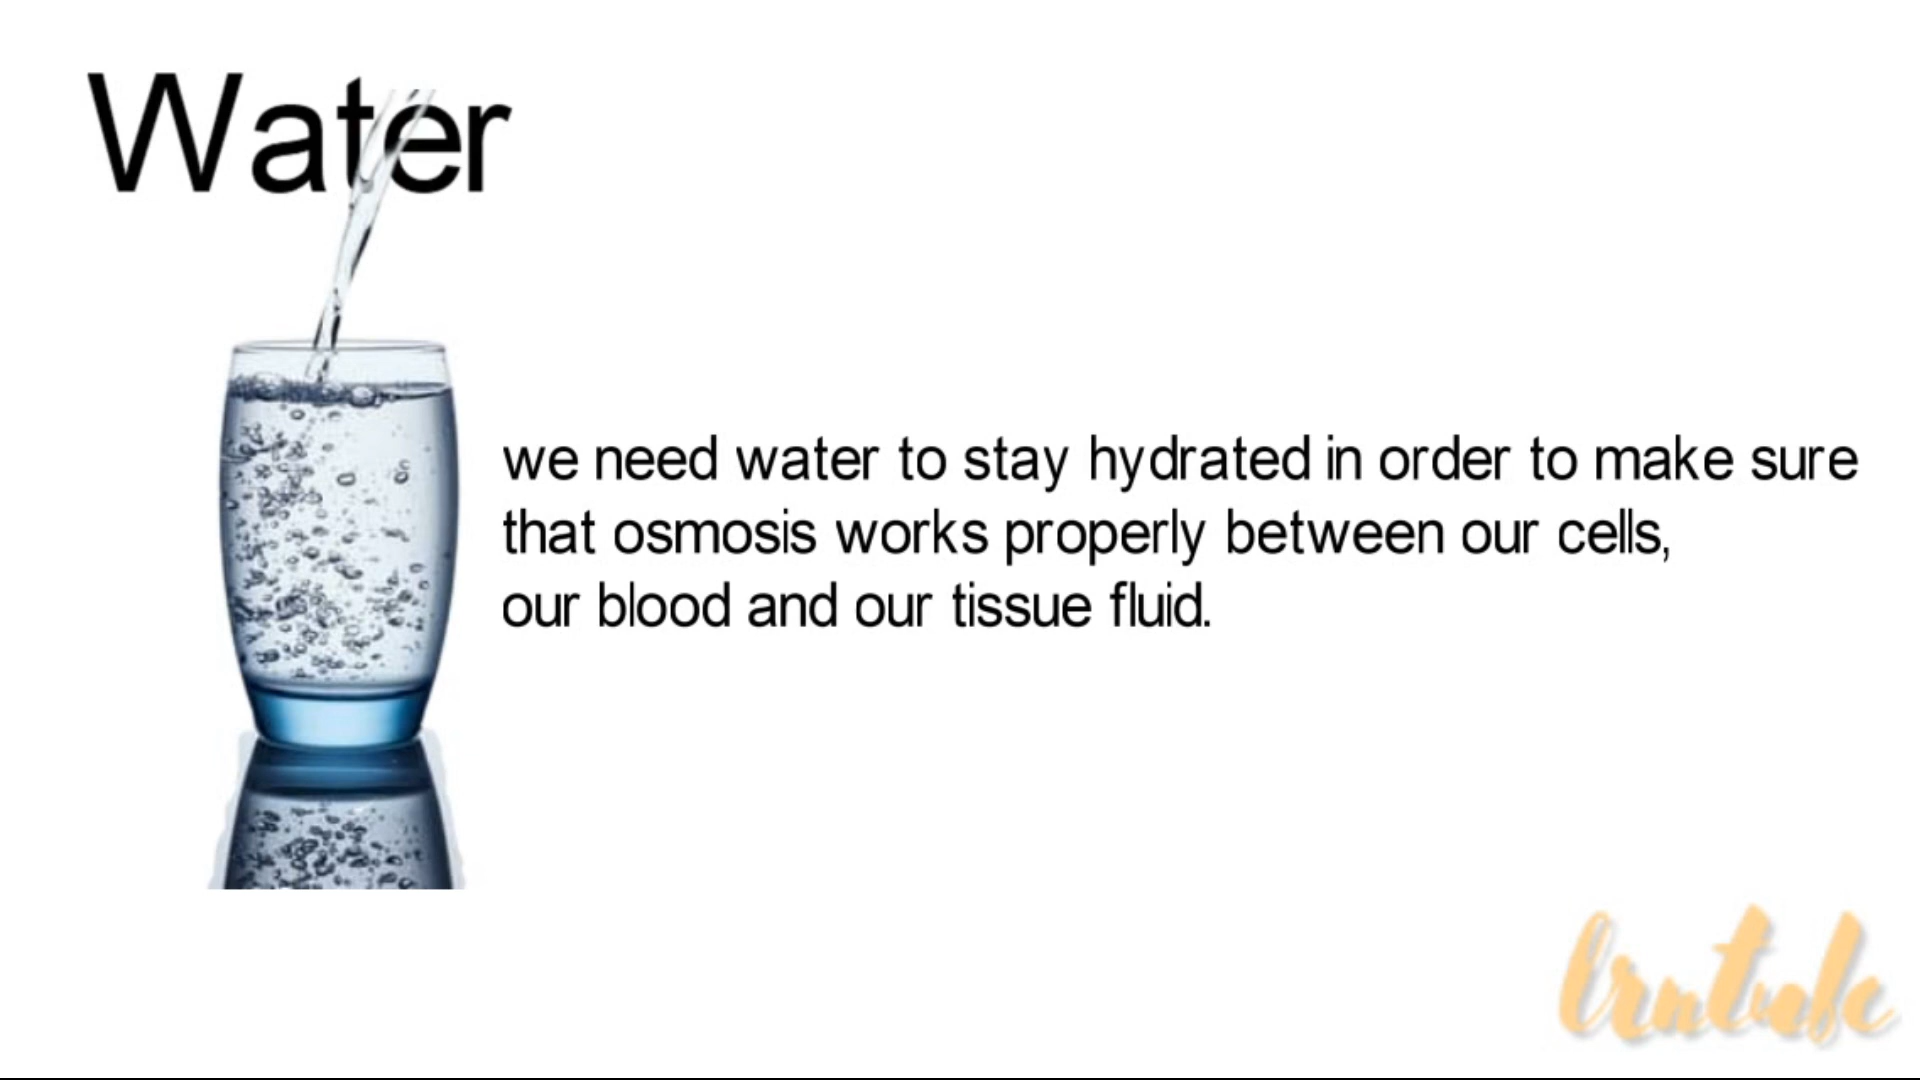 Water
we need water to stay hydrated in order to make sure
that osmosis works properly between our cells,
our blood and our tissue fluid.
lrntube